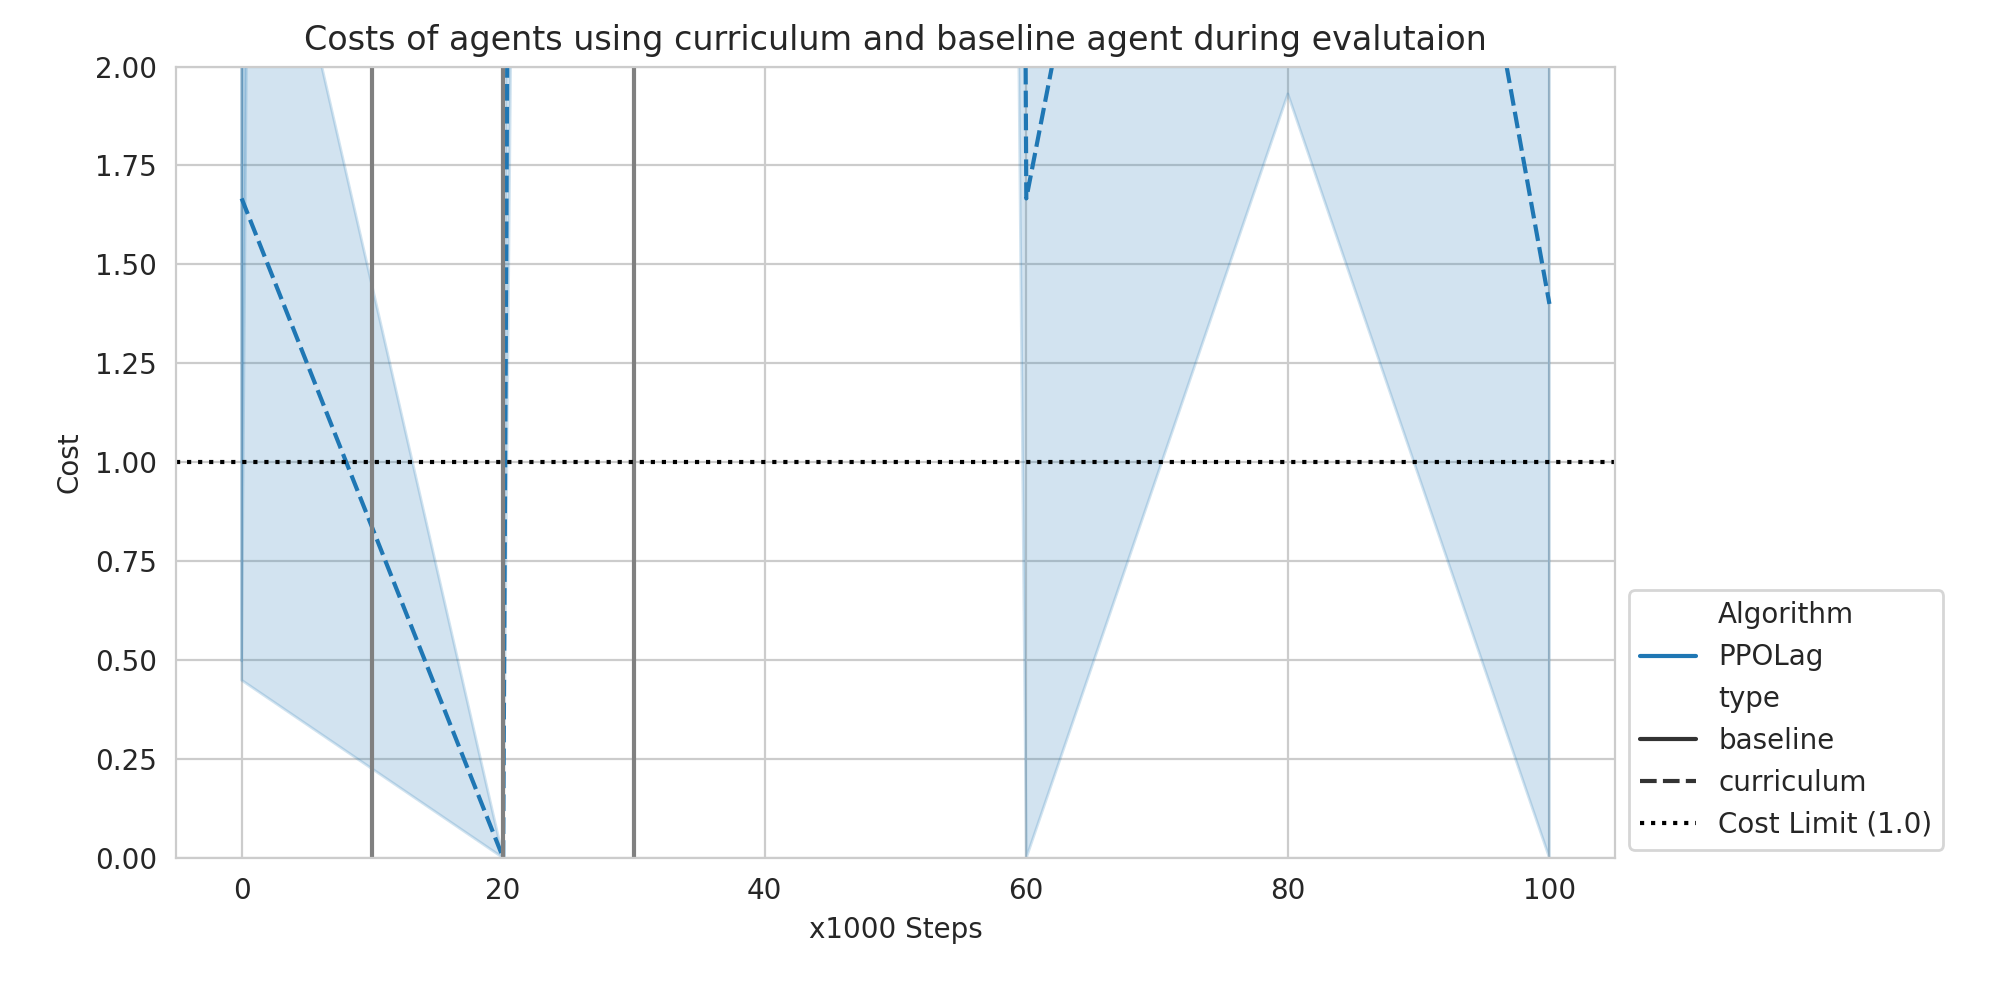 Costs of agents using curriculum and baseline agent during evalutaion
2.00
1.75
1.50
1.25
1.00
0.75
0.50
0.25
0.00
Cost
0
20
40
60
80
100
x1000 Steps
Algorithm
PPOLag
type
baseline
curriculum
Cost Limit (1.0)